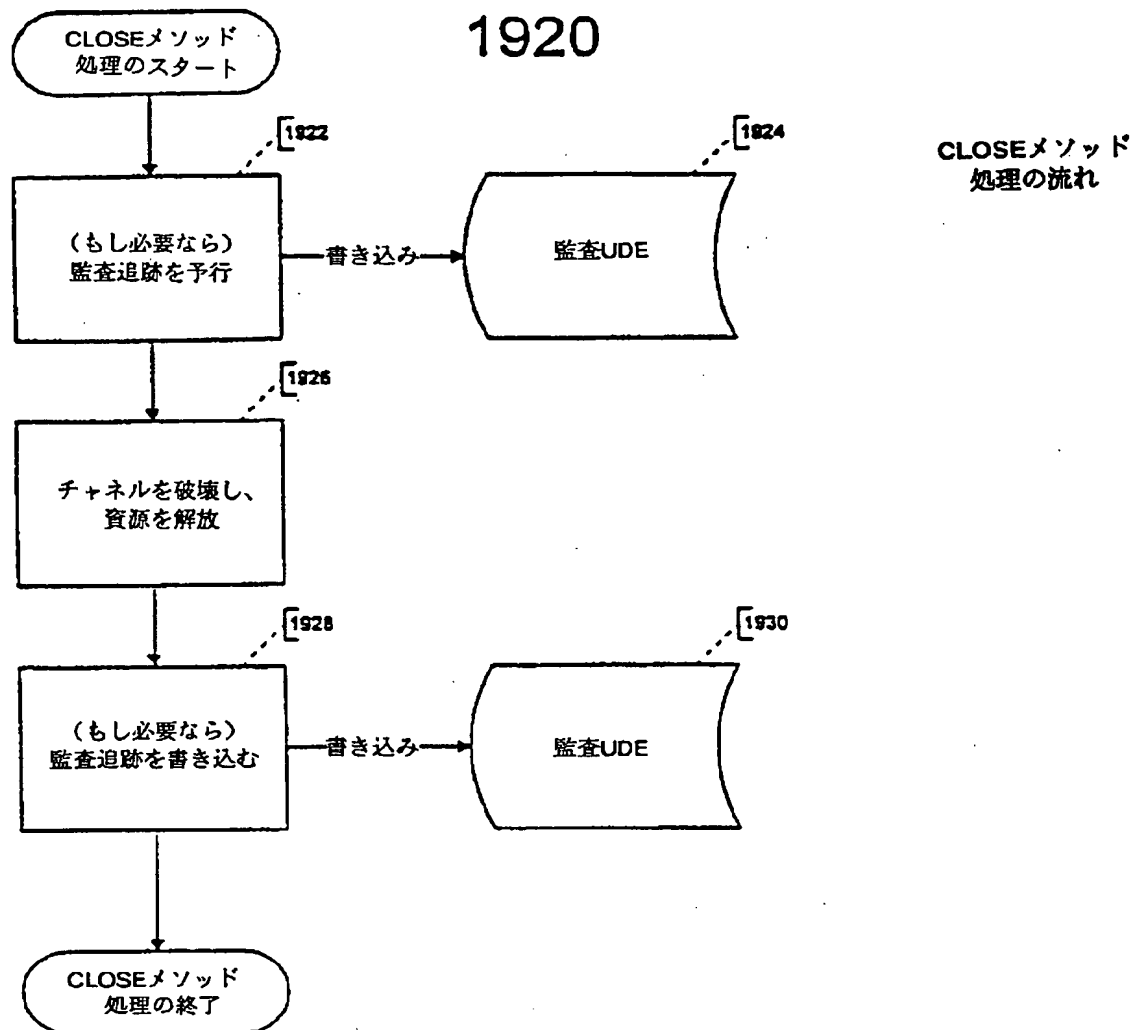 1920
CLOSEメソッド
処理のスタート
CLOSEメソッド
処理の流れ
1922
(もし必要なら)
監査追跡を予行
書き込み
1924
監査UDE
1926
チャネルを破壊し、
資源を解放
1928
(もし必要なら)
監査追跡を書き込む
書き込み
1930
監査UDE
CLOSEメソッド
処理の終了